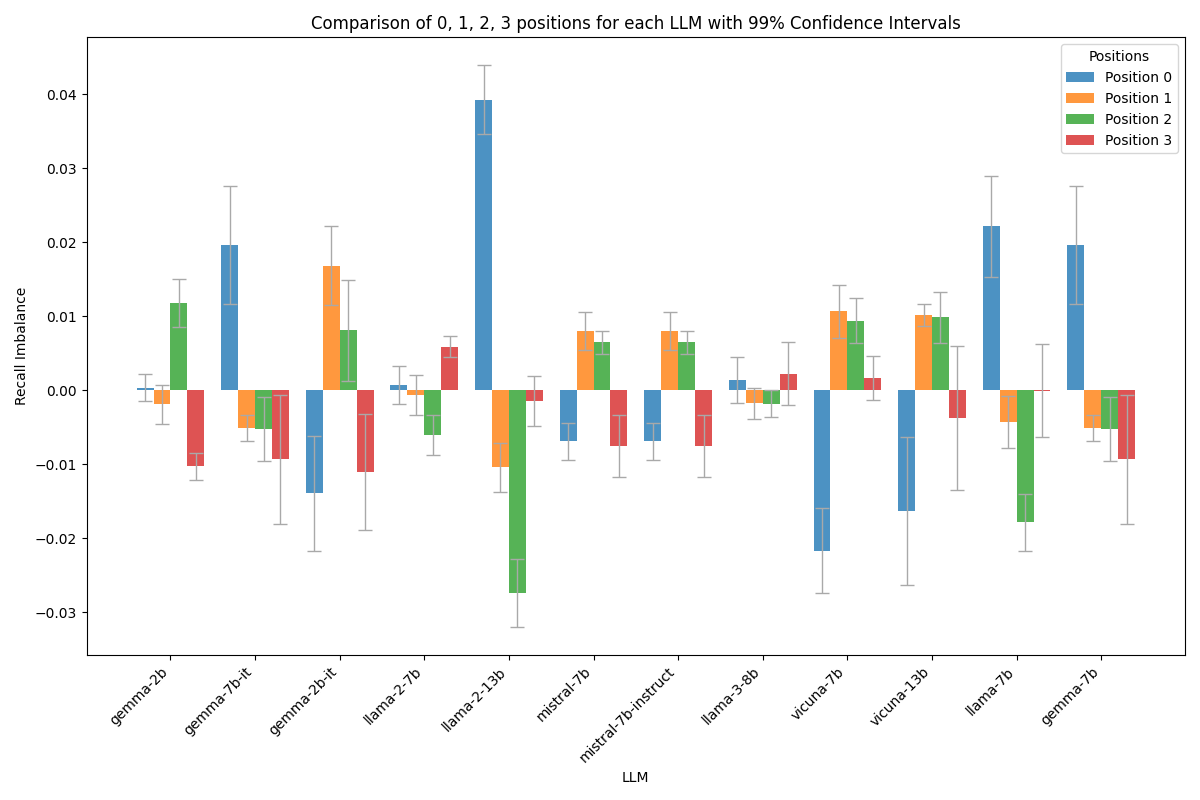 Comparison of 0, 1, 2, 3 positions for each LLM with 99% Confidence Intervals
Positions
Position 0
Position 1
Position 2
Position 3
Recall Imbalance
0.04
0.03
0.02
0.01
0.00
−0.01
−0.02
−0.03
gemma-2b
gemma-7b-it
gemma-2b-it
llama-2-7b
llama-2-13b
mistral-7b
mistral-7b-instruct
llama-3-8b
vicuna-7b
vicuna-13b
llama-7b
gemma-7b
LLM